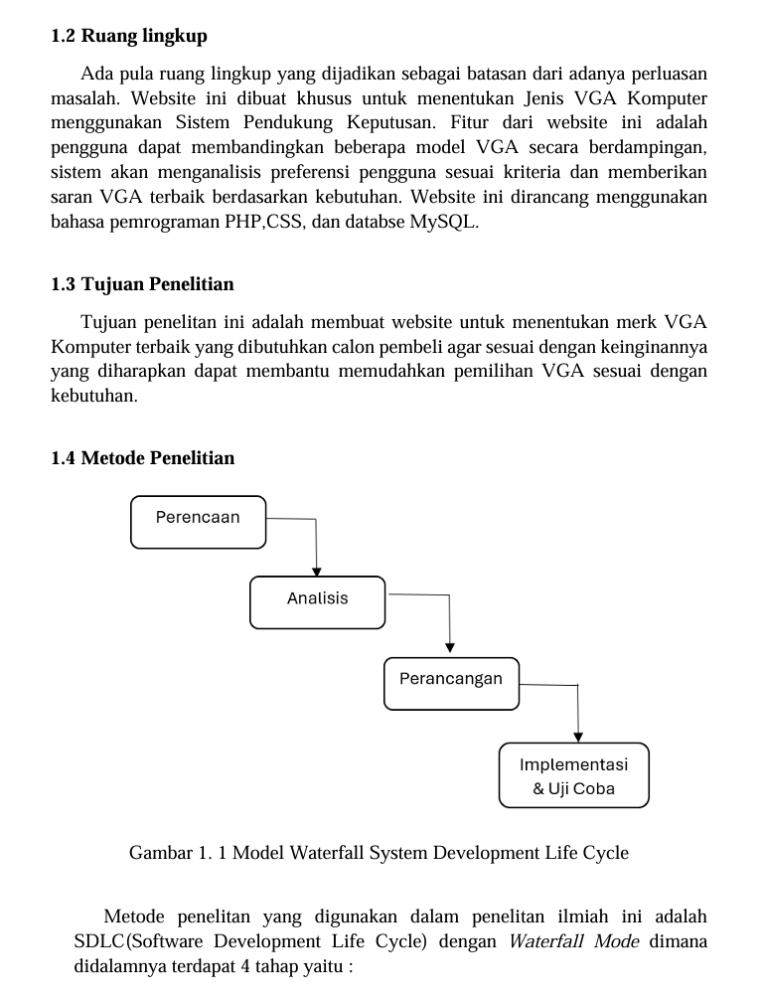 1.2 Ruang lingkup
Ada pula ruang lingkup yang dijadikan sebagai batasan dari adanya perluasan
masalah. Website ini dibuat khusus untuk menentukan Jenis VGA Komputer
menggunakan Sistem Pendukung Keputusan. Fitur dari website ini adalah
pengguna dapat membandingkan beberapa model VGA secara berdampingan,
sistem akan menganalisis preferensi pengguna sesuai kriteria dan memberikan
saran VGA terbaik berdasarkan kebutuhan. Website ini dirancang menggunakan
bahasa pemrograman PHP,CSS, dan databse MySQL.
1.3 Tujuan Penelitian
Tujuan penelitan ini adalah membuat website untuk menentukan merk VGA
Komputer terbaik yang dibutuhkan calon pembeli agar sesuai dengan keinginannya
yang diharapkan dapat membantu memudahkan pemilihan VGA sesuai dengan
kebutuhan.
1.4 Metode Penelitian
Perencaan
Analisis
Perancangan
Implementasi
& Uji Coba
Gambar 1. 1 Model Waterfall System Development Life Cycle
Metode penelitan yang digunakan dalam penelitan ilmiah ini adalah
SDLC(Software Development Life Cycle) dengan Waterfall Mode dimana
didalamnya terdapat 4 tahap yaitu :